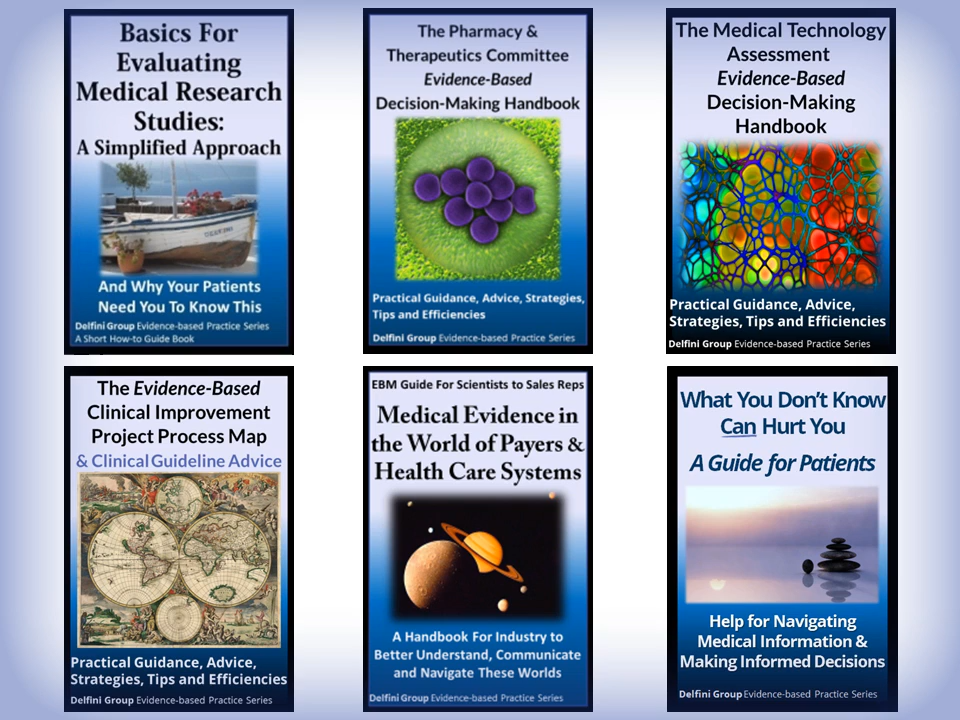 Basics For
Evaluating
Medical Research
Studies:
A Simplified Approach
And Why Your Patients
Need You To Know This
Delfini Group Evidence-based Practice Series
A Short How-to Guide Book
The Pharmacy &
Therapeutics Committee
Evidence-Based
Decision-Making Handbook
Practical Guidance, Advice, Strategies,
Tips and Efficiencies
Delfini Group Evidence-based Practice Series
The Medical Technology
Assessment
Evidence-Based
Decision-Making
Handbook
Practical Guidance, Advice,
Strategies, Tips and Efficiencies
Delfini Group Evidence-based Practice Series
The Evidence-Based
Clinical Improvement
Project Process Map
& Clinical Guideline Advice
Practical Guidance, Advice,
Strategies, Tips and Efficiencies
Delfini Group Evidence-based Practice Series
EBM Guide For Scientists to Sales Reps
Medical Evidence in
the World of Payers &
Health Care Systems
A Handbook For Industry to
Better Understand, Communicate
and Navigate These Worlds
Delfini Group Evidence-based Practice Series
What You Don't Know
Can Hurt You
A Guide for Patients
Help for Navigating
Medical Information &
Making Informed Decisions
Delfini Group Evidence-based Practice Series